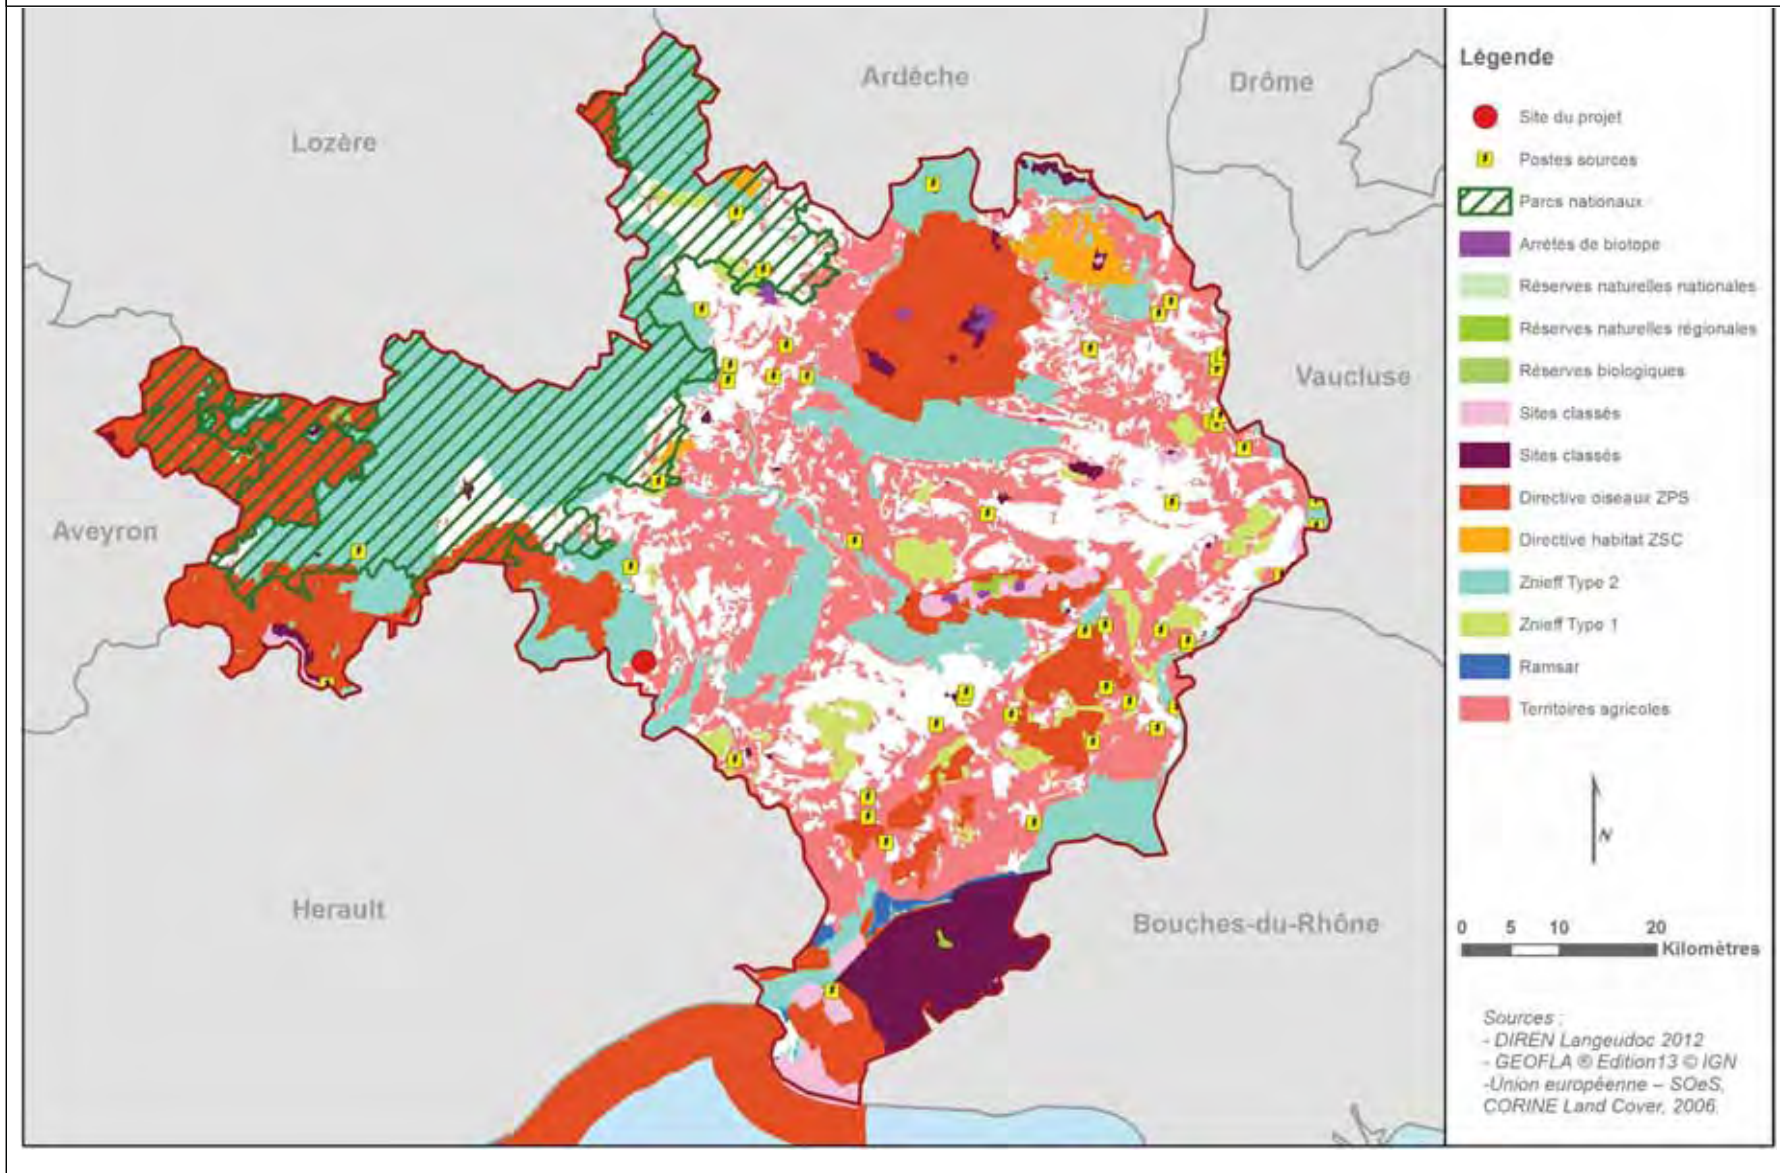 Ardèche
Drôme
Lozère
Vaucluse
Aveyron
Herault
Bouches-du-Rhône
Légende
Site du projet
Postes sources
Parcs nationaux
Arrêtés de biotope
Réserves naturelles nationales
Réserves naturelles régionales
Réserves biologiques
Sites classés
Sites classés
Directive oiseaux ZPS
Directive habitat ZSC
Znieff Type 2
Znieff Type 1
Ramsar
Territoires agricoles
N
0 5 10 20
Kilomètres
Sources :
- DIREN Langeudoc 2012
- GEOFLA ® Edition13 © IGN
-Union européenne – SOeS,
CORINE Land Cover, 2006.